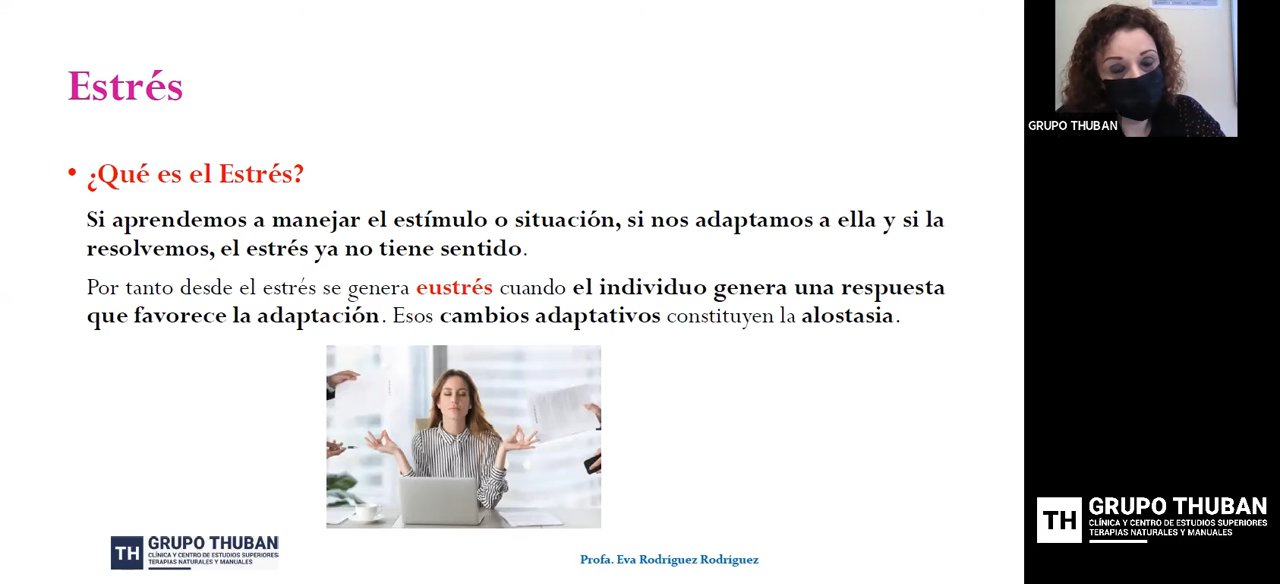 Estrés
• ¿Qué es el Estrés?
Si aprendemos a manejar el estímulo o situación, si nos adaptamos a ella y si la
resolvemos, el estrés ya no tiene sentido.
Por tanto desde el estrés se genera eustrés cuando el individuo genera una respuesta
que favorece la adaptación. Esos cambios adaptativos constituyen la alostasia.
TH GRUPO THUBAN
CLÍNICA Y CENTRO DE ESTUDIOS SUPERIORES
TERAPIAS NATURALES Y MANUALES
Profa. Eva Rodríguez Rodríguez
GRUPO THUBAN
TH GRUPO THUBAN
CLÍNICA Y CENTRO DE ESTUDIOS SUPERIORES
TERAPIAS NATURALES Y MANUALES